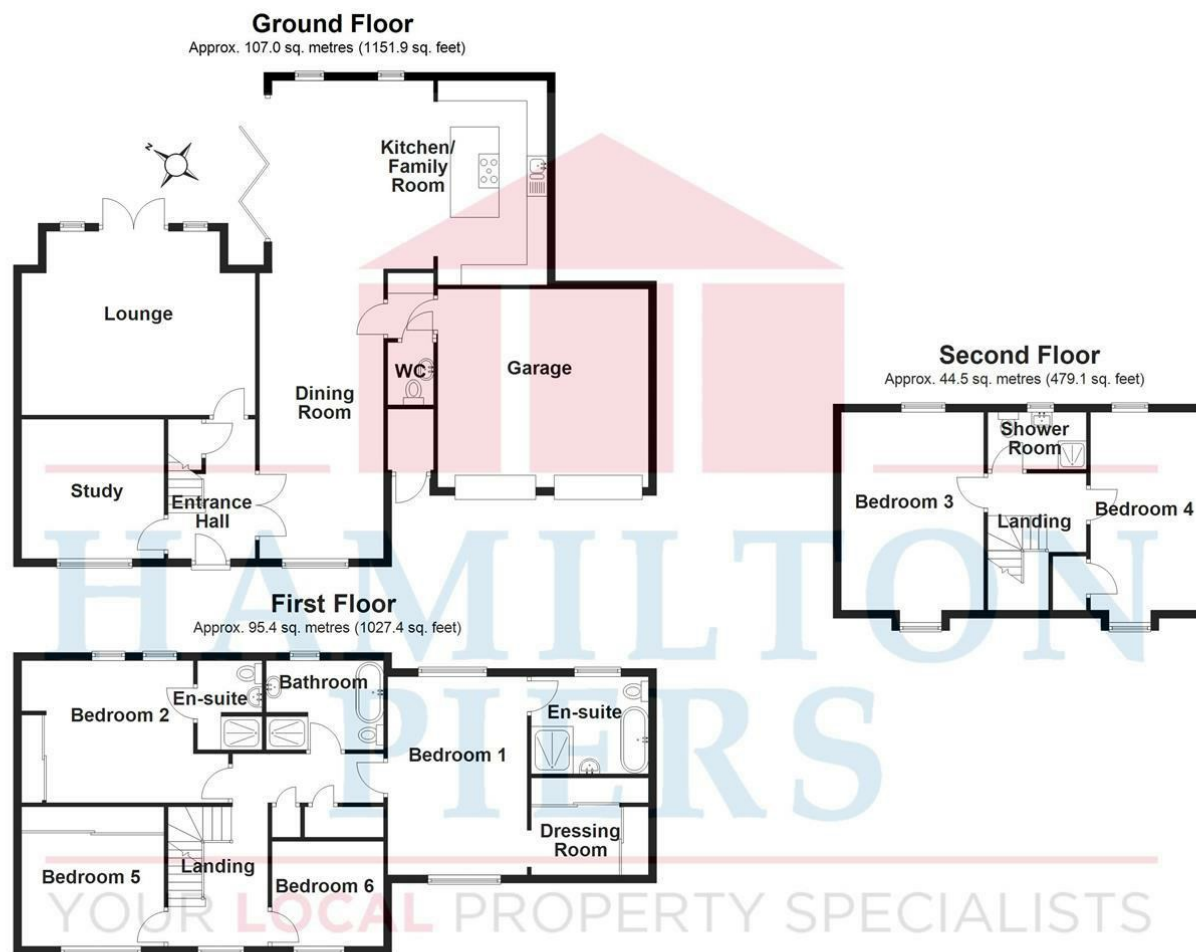 Ground Floor
Approx. 107.0 sq. metres (1151.9 sq. feet)
N
Kitchen/
Family
Room
Lounge
WC
Garage
Dining
Room
Study
Entrance
Hall
Second Floor
Approx. 44.5 sq. metres (479.1 sq. feet)
Shower
Room
Bedroom 3
Landing
Bedroom 4
First Floor
Approx. 95.4 sq. metres (1027.4 sq. feet)
Bedroom 2
En-suite
Bathroom
Bedroom 1
En-suite
Dressing
Room
Bedroom 5
Landing
Bedroom 6
HAMILTON
PIERS
YOUR LOCAL PROPERTY SPECIALISTS